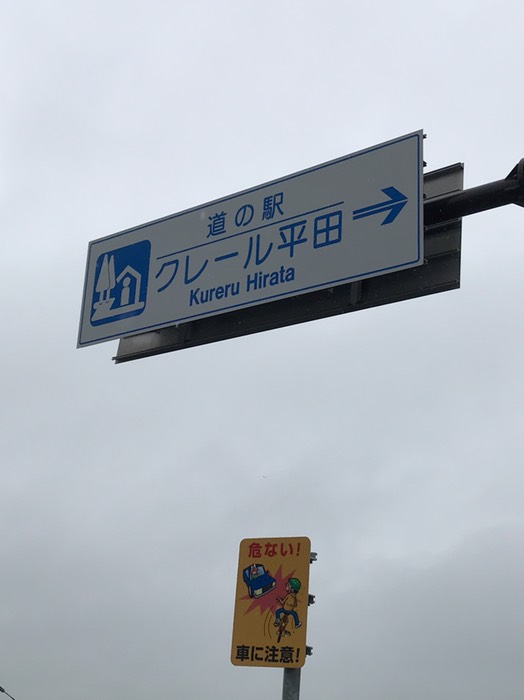 道の駅
クレール平田
Kureru Hirata
危ない!
車に注意!